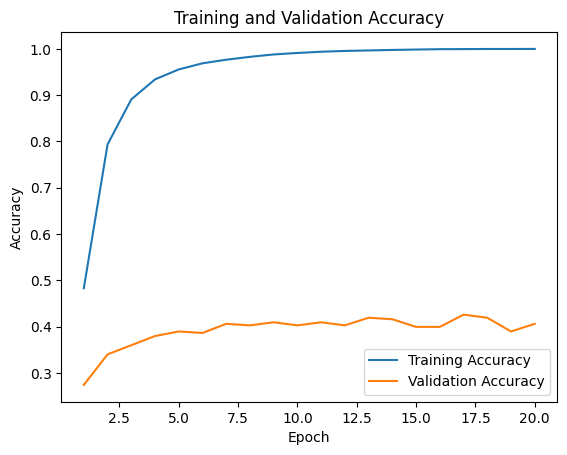 Training and Validation Accuracy
Accuracy
1.0
0.9
0.8
0.7
0.6
0.5
0.4
0.3
Training Accuracy
Validation Accuracy
2.5 5.0 7.5 10.0 12.5 15.0 17.5 20.0
Epoch